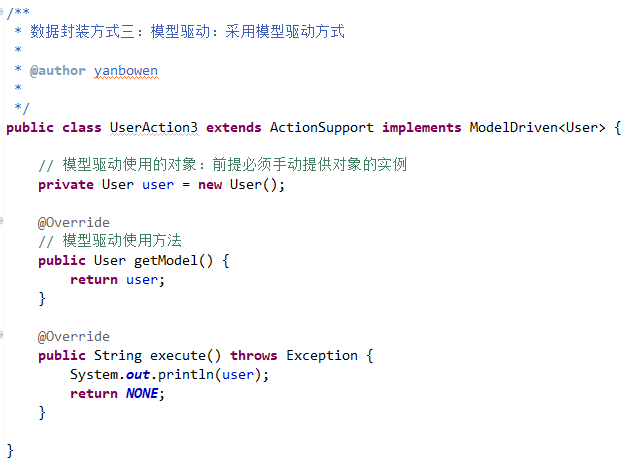 /**
 * 数据封装方式三：模型驱动：采用模型驱动方式
 *
 * @author yanbowen
 *
 */
public class UserAction3 extends ActionSupport implements ModelDriven<User> {
    // 模型驱动使用的对象：前提必须手动提供对象的实例
    private User user = new User();
    @Override
    // 模型驱动使用方法
    public User getModel() {
        return user;
    }
    @Override
    public String execute() throws Exception {
        System.out.println(user);
        return NONE;
    }
}